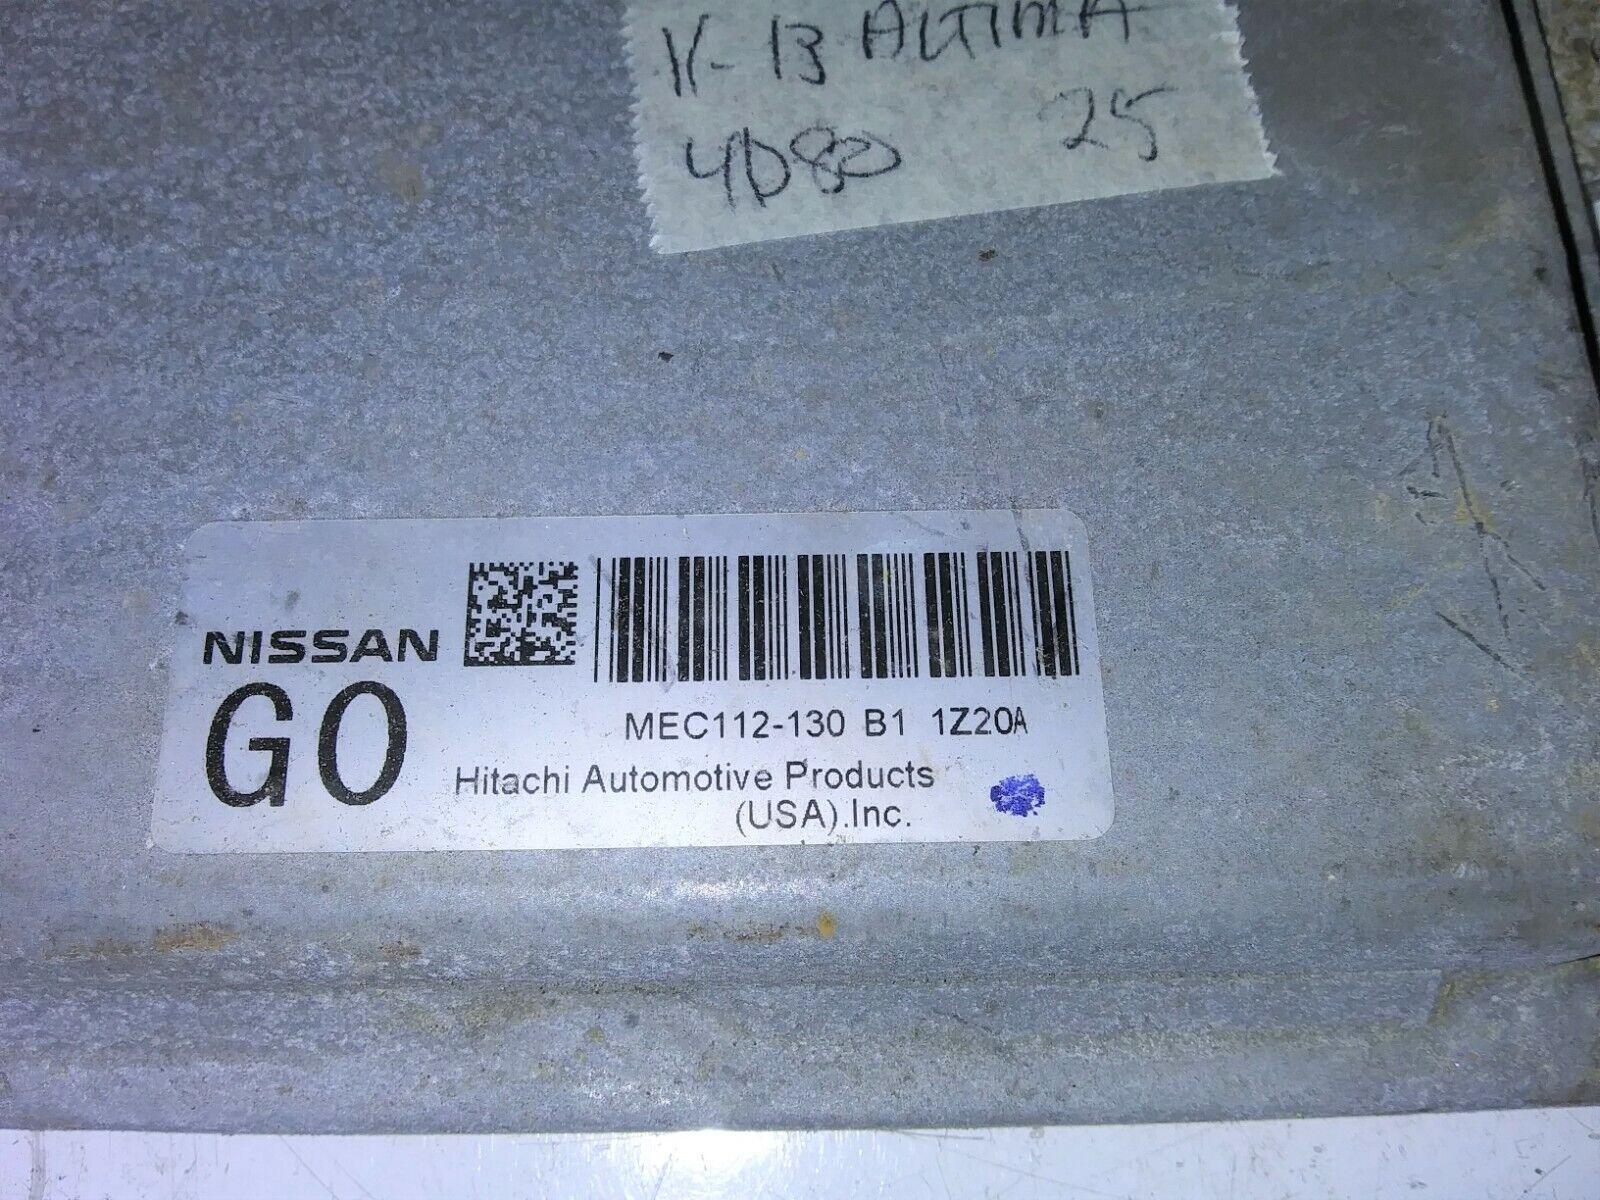 11-13 ALTIMA
4D80 25
NISSAN
GO
MEC112-130 B1 1Z20A
Hitachi Automotive Products
(USA).Inc.